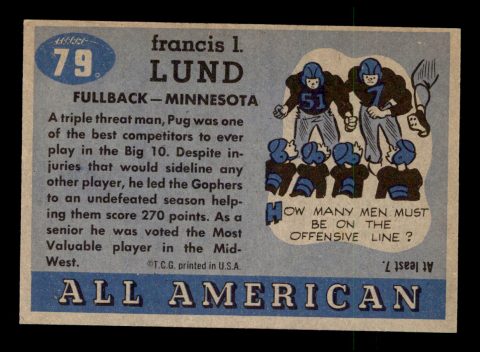 79
francis l.
LUND
FULLBACK—MINNESOTA
A triple threat man, Pug was one
of the best competitors to ever
play in the Big 10. Despite in-
juries that would sideline any
other player, he led the Gophers
to an undefeated season help-
ing them score 270 points. As a
senior he was voted the Most
Valuable player in the Mid-
West.
©T.C.G. printed in U.S.A.
51
7
HOW MANY MEN MUST
BE ON THE
OFFENSIVE LINE?
At least 7.
ALL AMERICAN